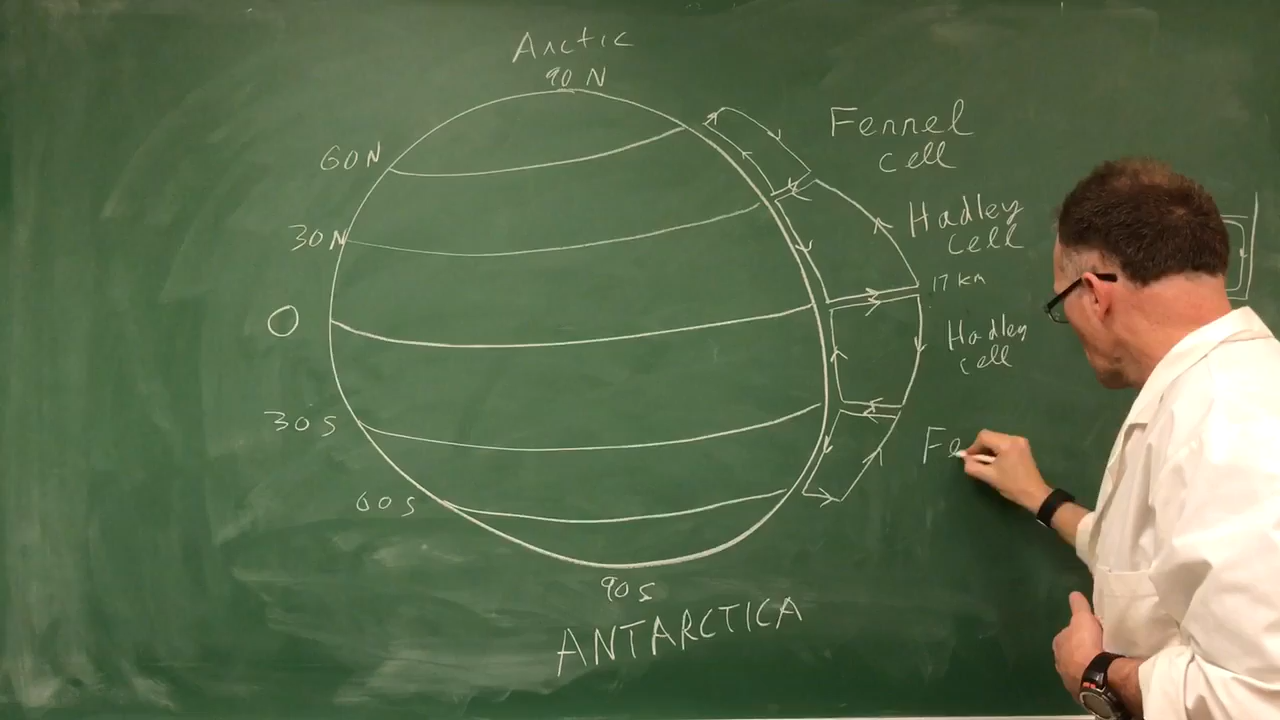 Arctic
90 N
60 N
Fennel
cell
30 N
Hadley
cell
17 km
0
Hadley
cell
30 S
Fe
60 S
90 S
ANTARCTICA